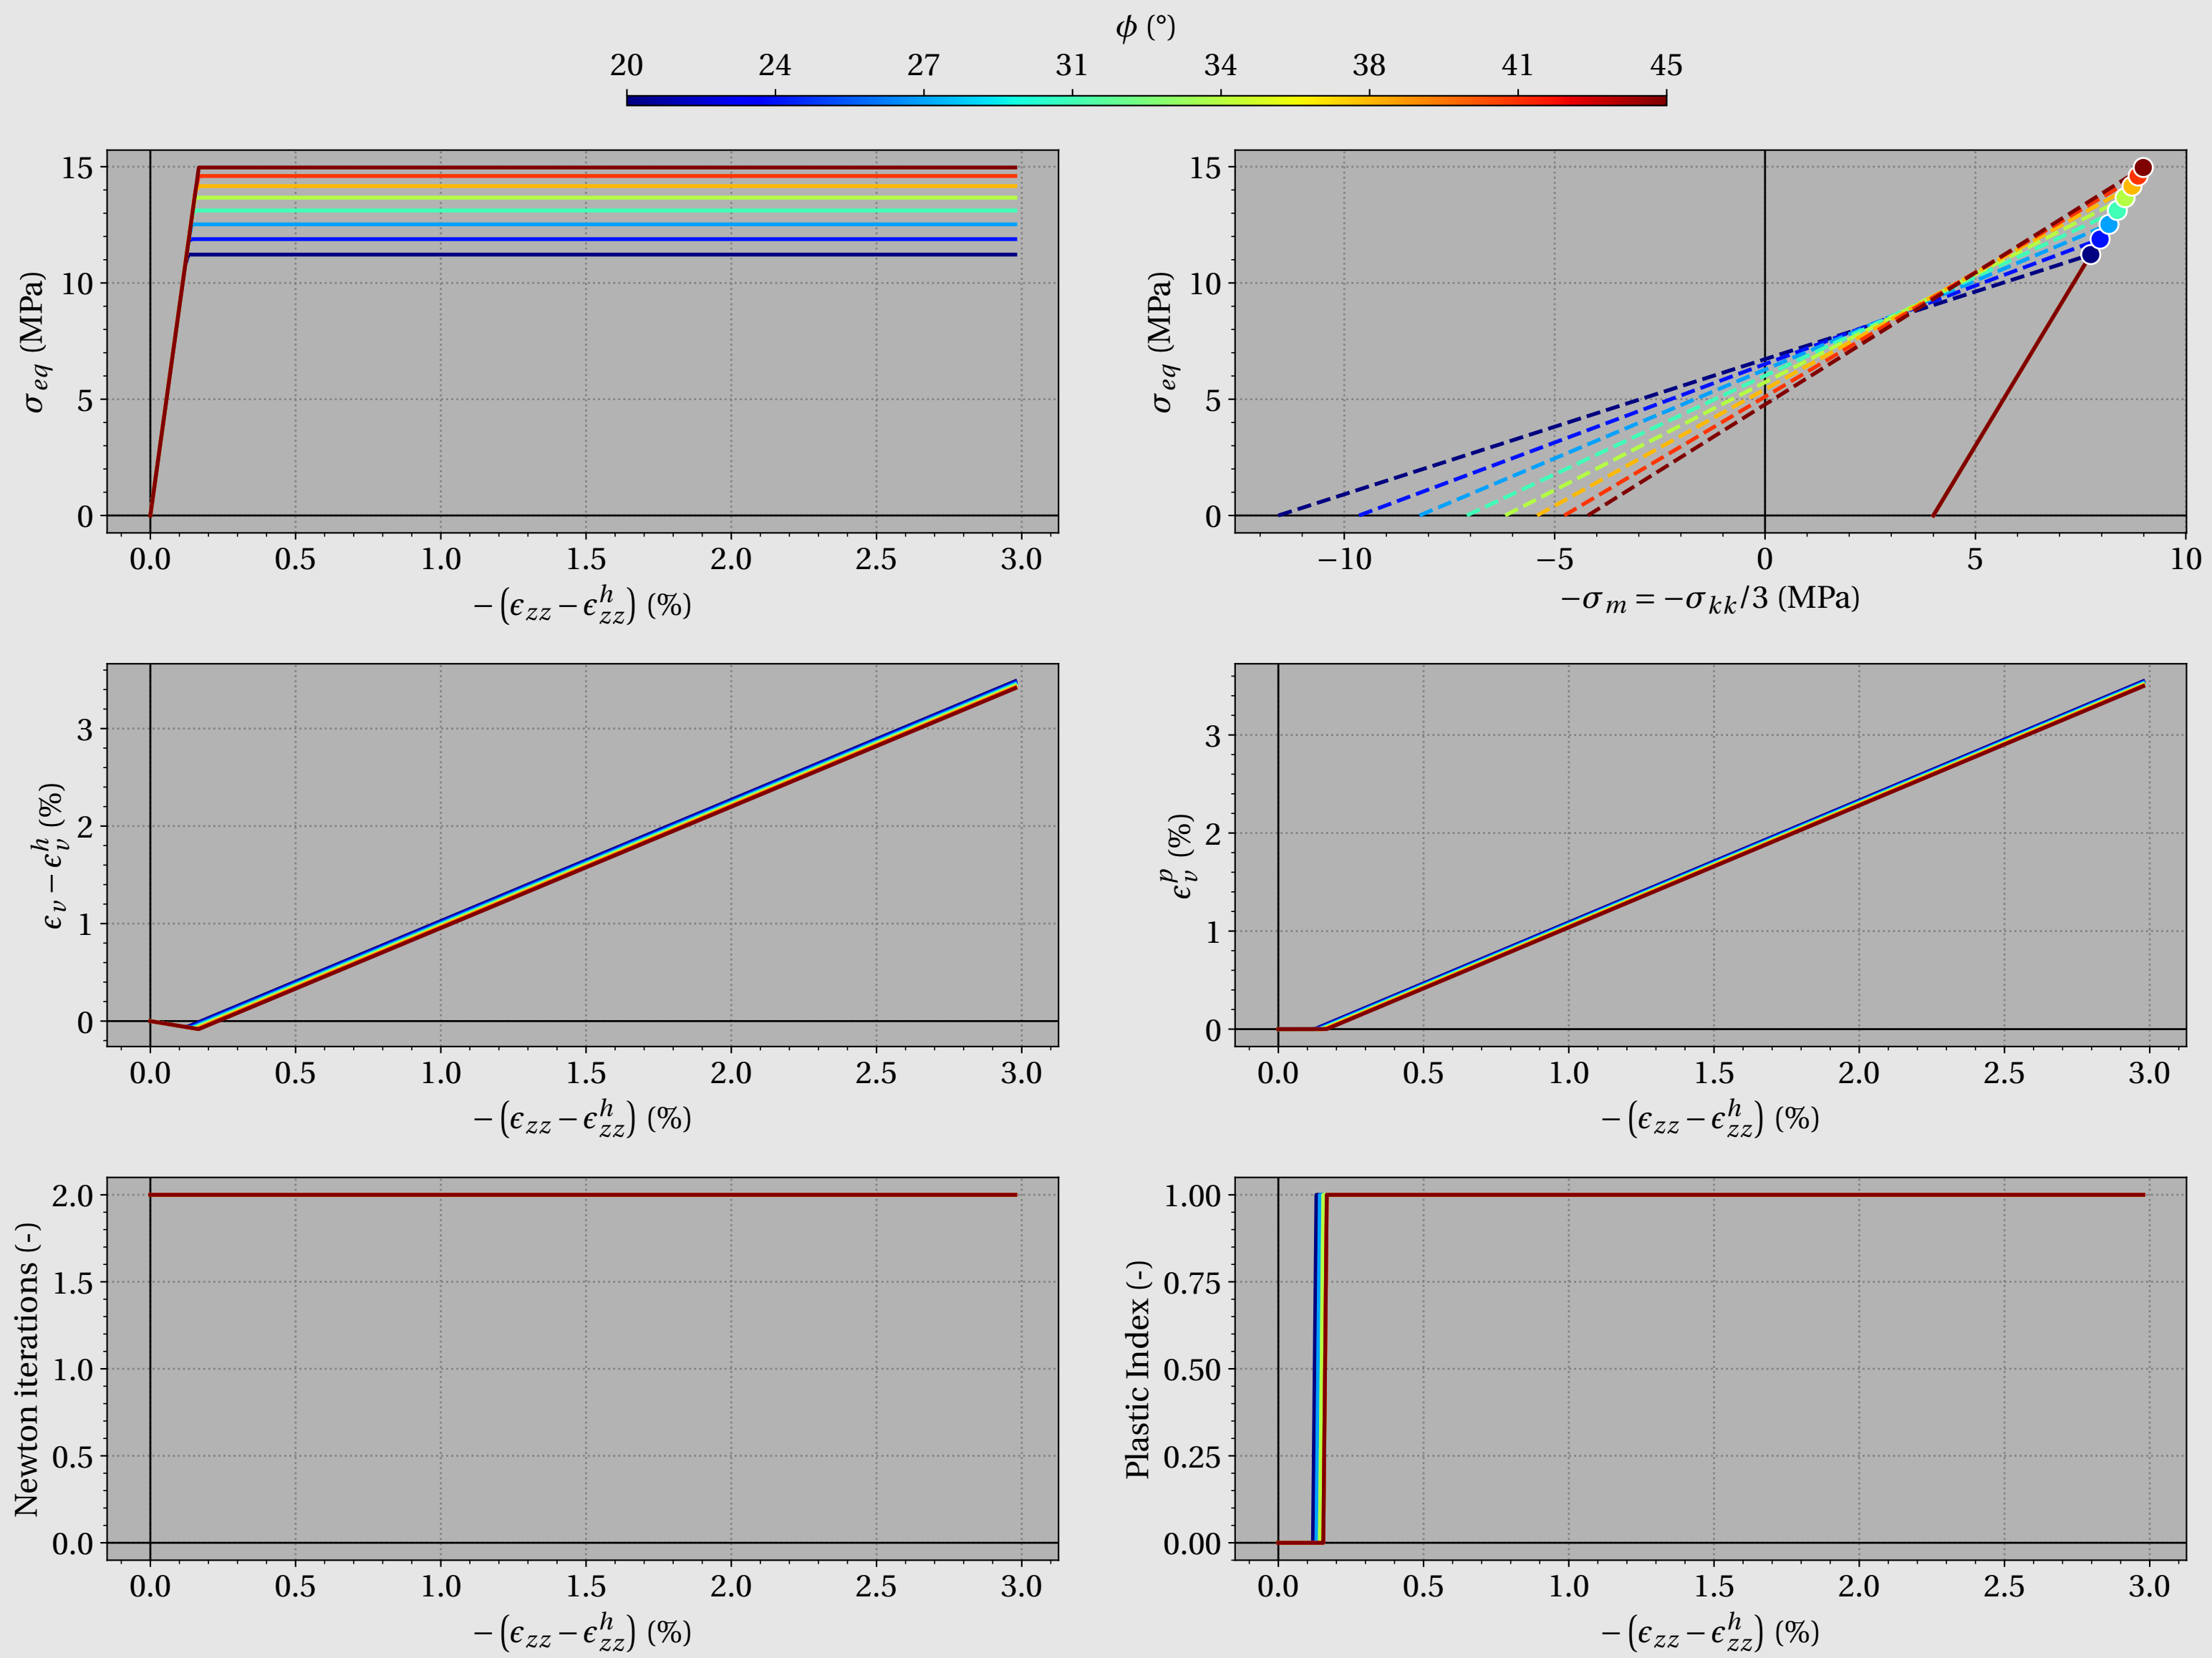 ϕ (°)
20 24 27 31 34 38 41 45
15
10
5
0
σ_eq (MPa)
0.0 0.5 1.0 1.5 2.0 2.5 3.0
−(ϵ_zz − ϵ^h_zz) (%)
15
10
5
0
σ_eq (MPa)
−10 −5 0 5 10
−σ_m = −σ_kk/3 (MPa)
3
2
1
0
ϵ_v − ϵ^h_v (%)
0.0 0.5 1.0 1.5 2.0 2.5 3.0
−(ϵ_zz − ϵ^h_zz) (%)
3
2
1
0
ϵ^p_v (%)
0.0 0.5 1.0 1.5 2.0 2.5 3.0
−(ϵ_zz − ϵ^h_zz) (%)
2.0
1.5
1.0
0.5
0.0
Newton iterations (-)
0.0 0.5 1.0 1.5 2.0 2.5 3.0
−(ϵ_zz − ϵ^h_zz) (%)
1.00
0.75
0.50
0.25
0.00
Plastic Index (-)
0.0 0.5 1.0 1.5 2.0 2.5 3.0
−(ϵ_zz − ϵ^h_zz) (%)